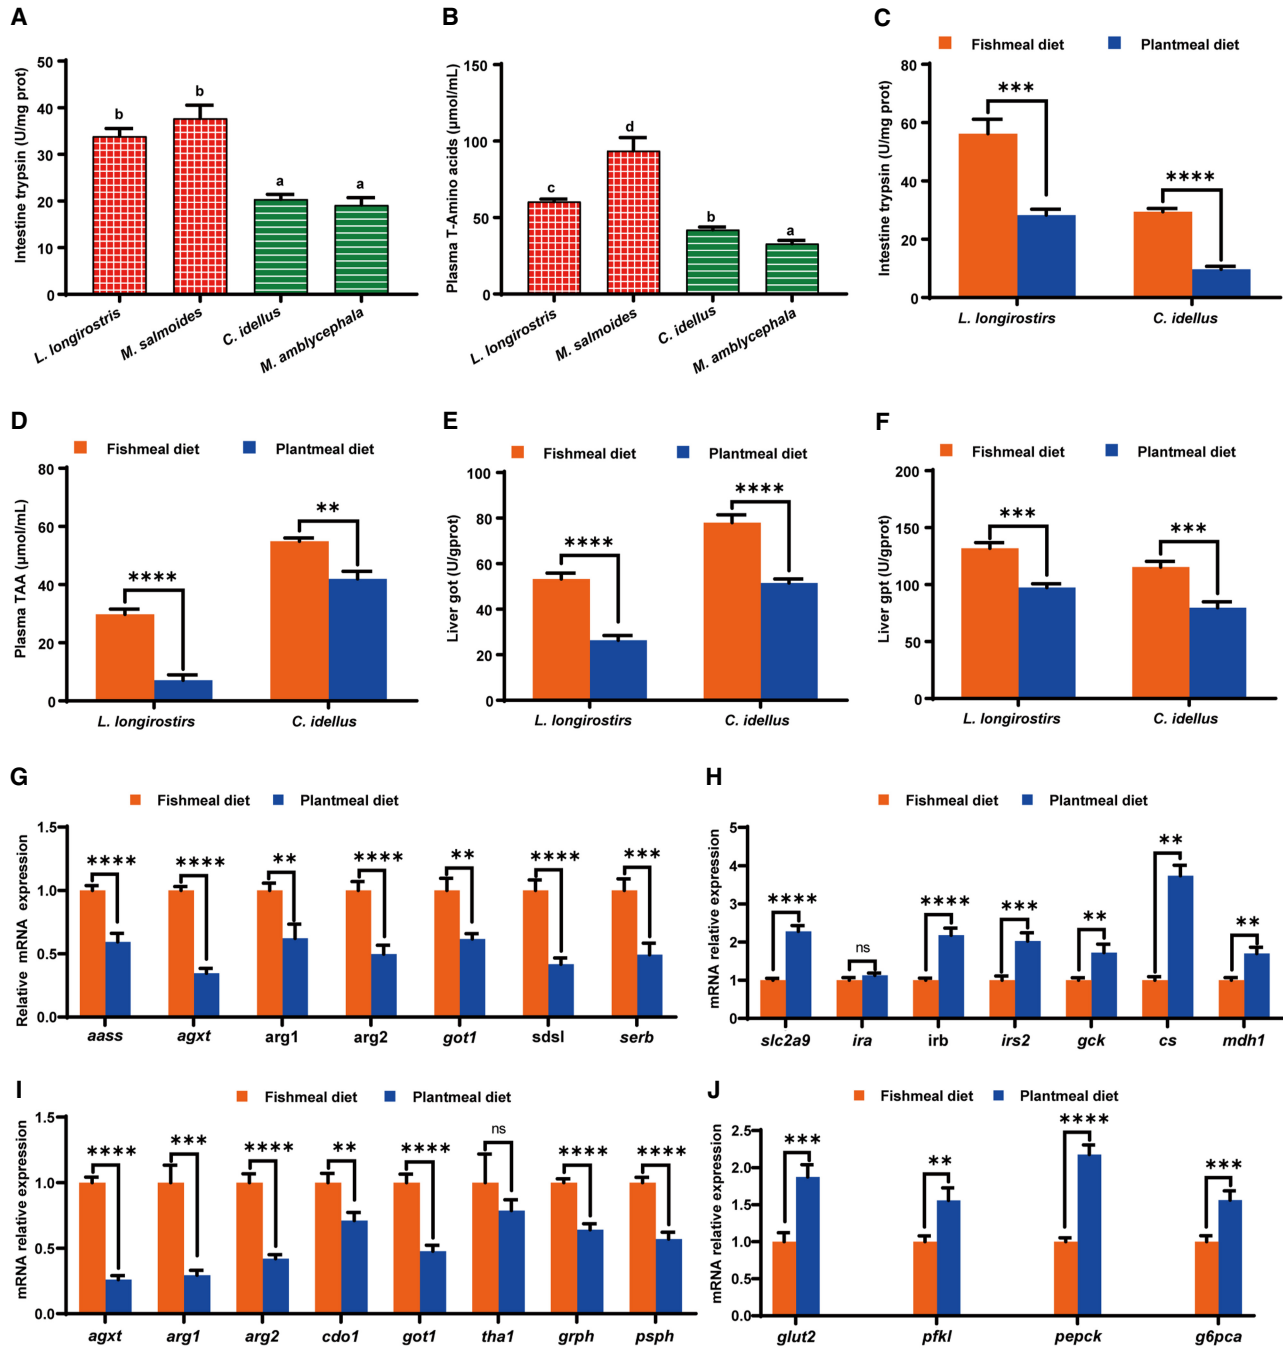 A
Intestine trypsin (U/mg prot)
50
40
30
20
10
0
b
b
a
a
L. longirostris
M. salmoides
C. idellus
M. amblycephala
B
Plasma T-Amino acids (μmol/mL)
150
100
50
0
c
d
b
a
L. longirostris
M. salmoides
C. idellus
M. amblycephala
C
Fishmeal diet
Plantmeal diet
Intestine trypsin (U/mg prot)
80
60
40
20
0
***
****
L. longirostirs
C. idellus
D
Fishmeal diet
Plantmeal diet
Plasma TAA (μmol/mL)
80
60
40
20
0
****
**
L. longirostirs
C. idellus
E
Fishmeal diet
Plantmeal diet
Liver got (U/gprot)
100
80
60
40
20
0
****
****
L. longirostirs
C. idellus
F
Fishmeal diet
Plantmeal diet
Liver gpt (U/gprot)
200
150
100
50
0
***
***
L. longirostirs
C. idellus
G
Fishmeal diet
Plantmeal diet
Relative mRNA expression
1.5
1.0
0.5
0.0
****
****
**
****
**
****
***
aass
agxt
arg1
arg2
got1
sdsl
serb
H
Fishmeal diet
Plantmeal diet
mRNA relative expression
5
4
3
2
1
0
****
ns
****
***
**
**
**
slc2a9
ira
irb
irs2
gck
cs
mdh1
I
Fishmeal diet
Plantmeal diet
mRNA relative expression
1.5
1.0
0.5
0.0
****
***
****
**
****
ns
****
****
agxt
arg1
arg2
cdo1
got1
tha1
grph
psph
J
Fishmeal diet
Plantmeal diet
mRNA relative expression
2.5
2.0
1.5
1.0
0.5
0.0
***
**
****
***
glut2
pfkl
pepck
g6pca